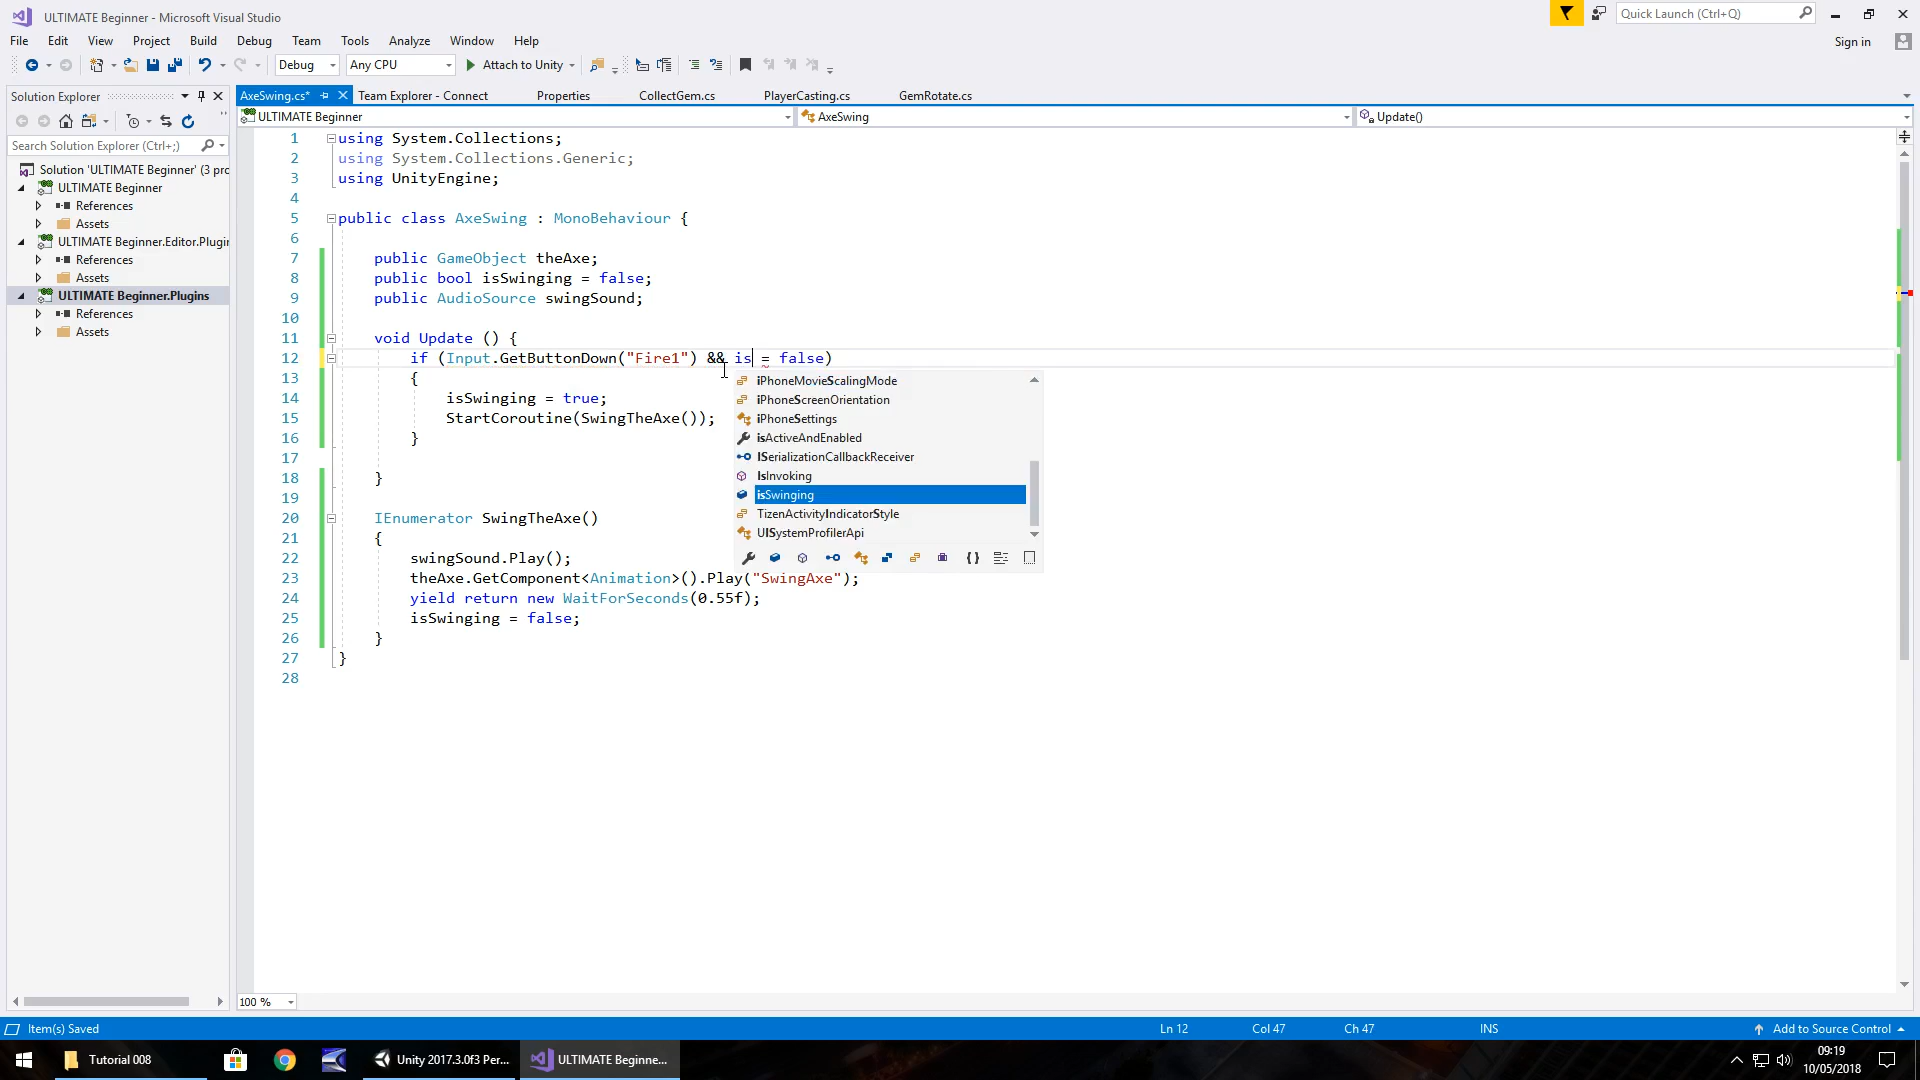 ULTIMATE Beginner - Microsoft Visual Studio
Quick Launch (Ctrl+Q)
File Edit View Project Build Debug Team Tools Analyze Window Help
Sign in
Debug Any CPU Attach to Unity
Solution Explorer
AxeSwing.cs* Team Explorer - Connect Properties CollectGem.cs PlayerCasting.cs GemRotate.cs
ULTIMATE Beginner AxeSwing Update()
Search Solution Explorer (Ctrl+;)
Solution 'ULTIMATE Beginner' (3 pro
ULTIMATE Beginner
References
Assets
ULTIMATE Beginner.Editor.Plugin
References
Assets
ULTIMATE Beginner.Plugins
References
Assets
1 using System.Collections;
2 using System.Collections.Generic;
3 using UnityEngine;
4
5 public class AxeSwing : MonoBehaviour {
6
7 public GameObject theAxe;
8 public bool isSwinging = false;
9 public AudioSource swingSound;
10
11 void Update () {
12 if (Input.GetButtonDown("Fire1") && is = false)
13 {
14 isSwinging = true;
15 StartCoroutine(SwingTheAxe());
16 }
17
18 }
19
20 IEnumerator SwingTheAxe()
21 {
22 swingSound.Play();
23 theAxe.GetComponent<Animation>().Play("SwingAxe");
24 yield return new WaitForSeconds(0.55f);
25 isSwinging = false;
26 }
27 }
28
iPhoneMovieScalingMode
iPhoneScreenOrientation
iPhoneSettings
isActiveAndEnabled
ISerializationCallbackReceiver
IsInvoking
isSwinging
TizenActivityIndicatorStyle
UISystemProfilerApi
100 %
Item(s) Saved Ln 12 Col 47 Ch 47 INS Add to Source Control
Tutorial 008 Unity 2017.3.0f3 Per... ULTIMATE Beginne...
09:19
10/05/2018